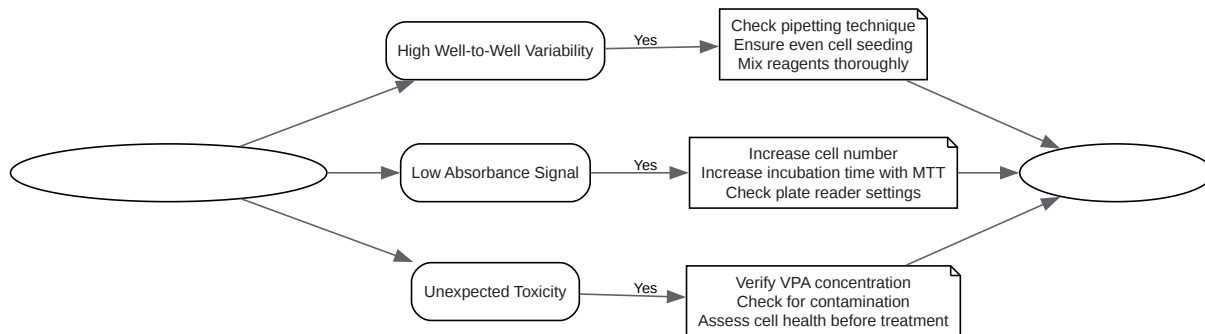 High Well-to-Well Variability
Yes
Check pipetting technique
Ensure even cell seeding
Mix reagents thoroughly
Low Absorbance Signal
Yes
Increase cell number
Increase incubation time with MTT
Check plate reader settings
Unexpected Toxicity
Yes
Verify VPA concentration
Check for contamination
Assess cell health before treatment